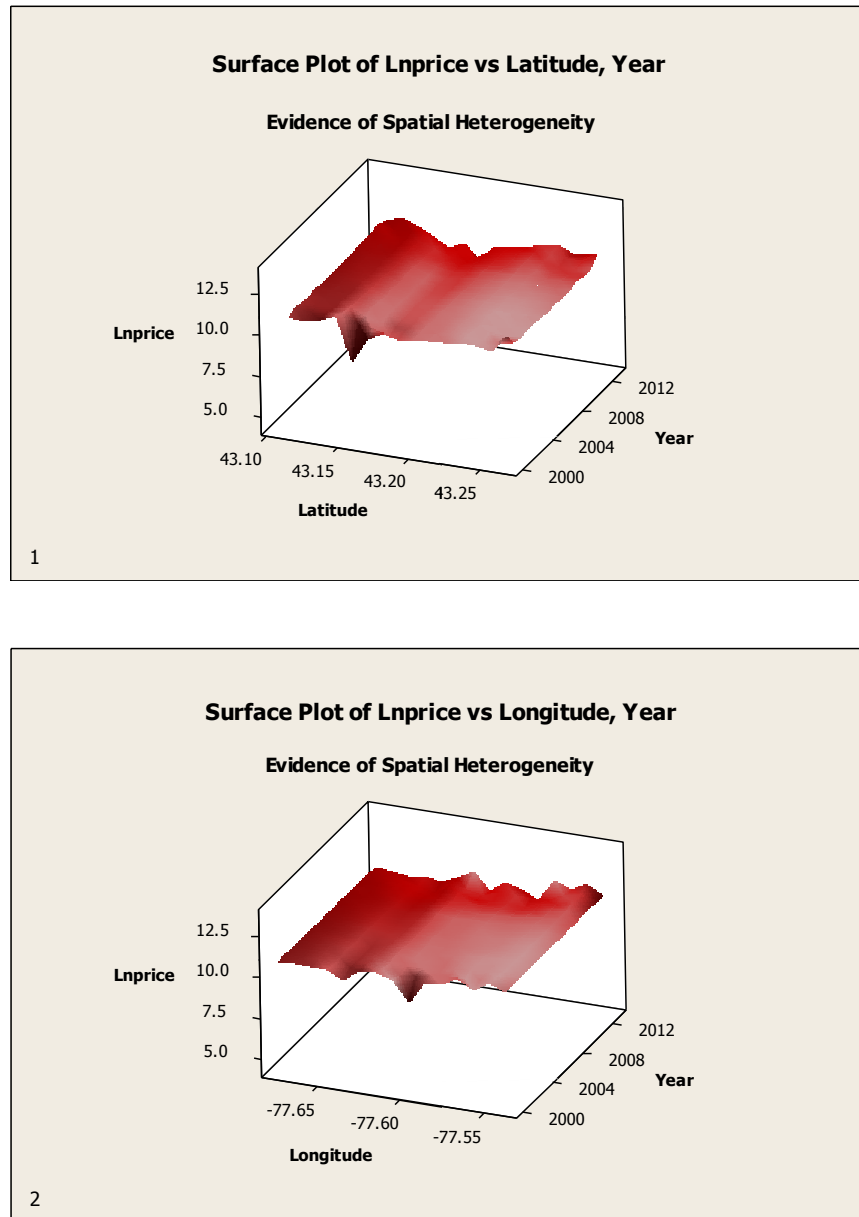 Surface Plot of Lnprice vs Latitude, Year
Evidence of Spatial Heterogeneity
12.5
10.0
7.5
5.0
Lnprice
43.10
43.15
43.20
43.25
Latitude
2012
2008
2004
2000
Year
1
Surface Plot of Lnprice vs Longitude, Year
Evidence of Spatial Heterogeneity
12.5
10.0
7.5
5.0
Lnprice
-77.65
-77.60
-77.55
Longitude
2012
2008
2004
2000
Year
2